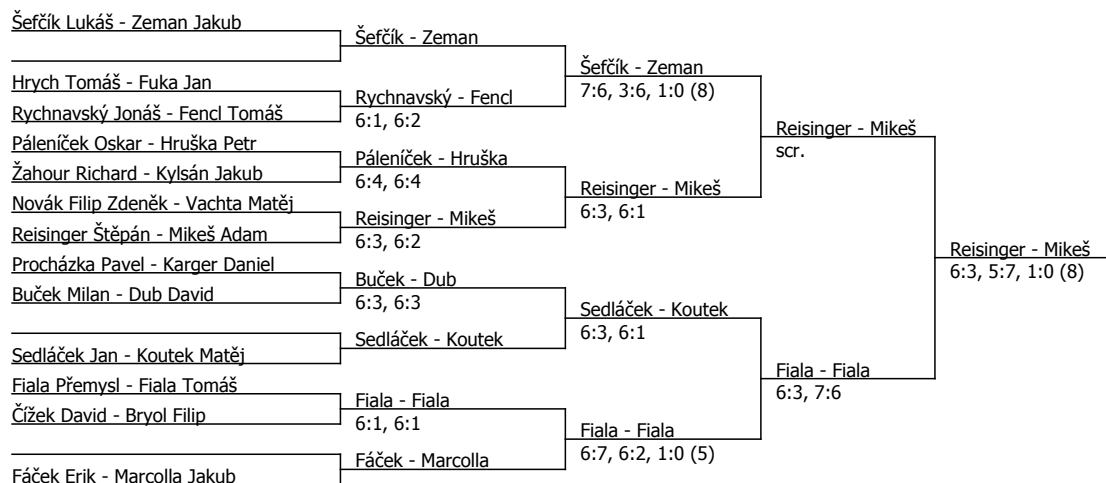 Šefčík Lukáš - Zeman Jakub
Hrych Tomáš - Fuka Jan
Rychnavský Jonáš - Fencl Tomáš
Páleníček Oskar - Hruška Petr
Žahour Richard - Kylsán Jakub
Novák Filip Zdeněk - Vachta Matěj
Reisinger Štěpán - Mikeš Adam
Procházka Pavel - Karger Daniel
Buček Milan - Dub David
Sedláček Jan - Koutek Matěj
Fiala Přemysl - Fiala Tomáš
Čížek David - Bryol Filip
Fáček Erik - Marcolla Jakub
Šefčík - Zeman
Rychnavský - Fencl
6:1, 6:2
Páleníček - Hruška
6:4, 6:4
Reisinger - Mikeš
6:3, 6:2
Buček - Dub
6:3, 6:3
Sedláček - Koutek
Fiala - Fiala
6:1, 6:1
Fáček - Marcolla
Šefčík - Zeman
7:6, 3:6, 1:0 (8)
Reisinger - Mikeš
6:3, 6:1
Sedláček - Koutek
6:3, 6:1
Fiala - Fiala
6:7, 6:2, 1:0 (5)
Reisinger - Mikeš
scr.
Fiala - Fiala
6:3, 7:6
Reisinger - Mikeš
6:3, 5:7, 1:0 (8)